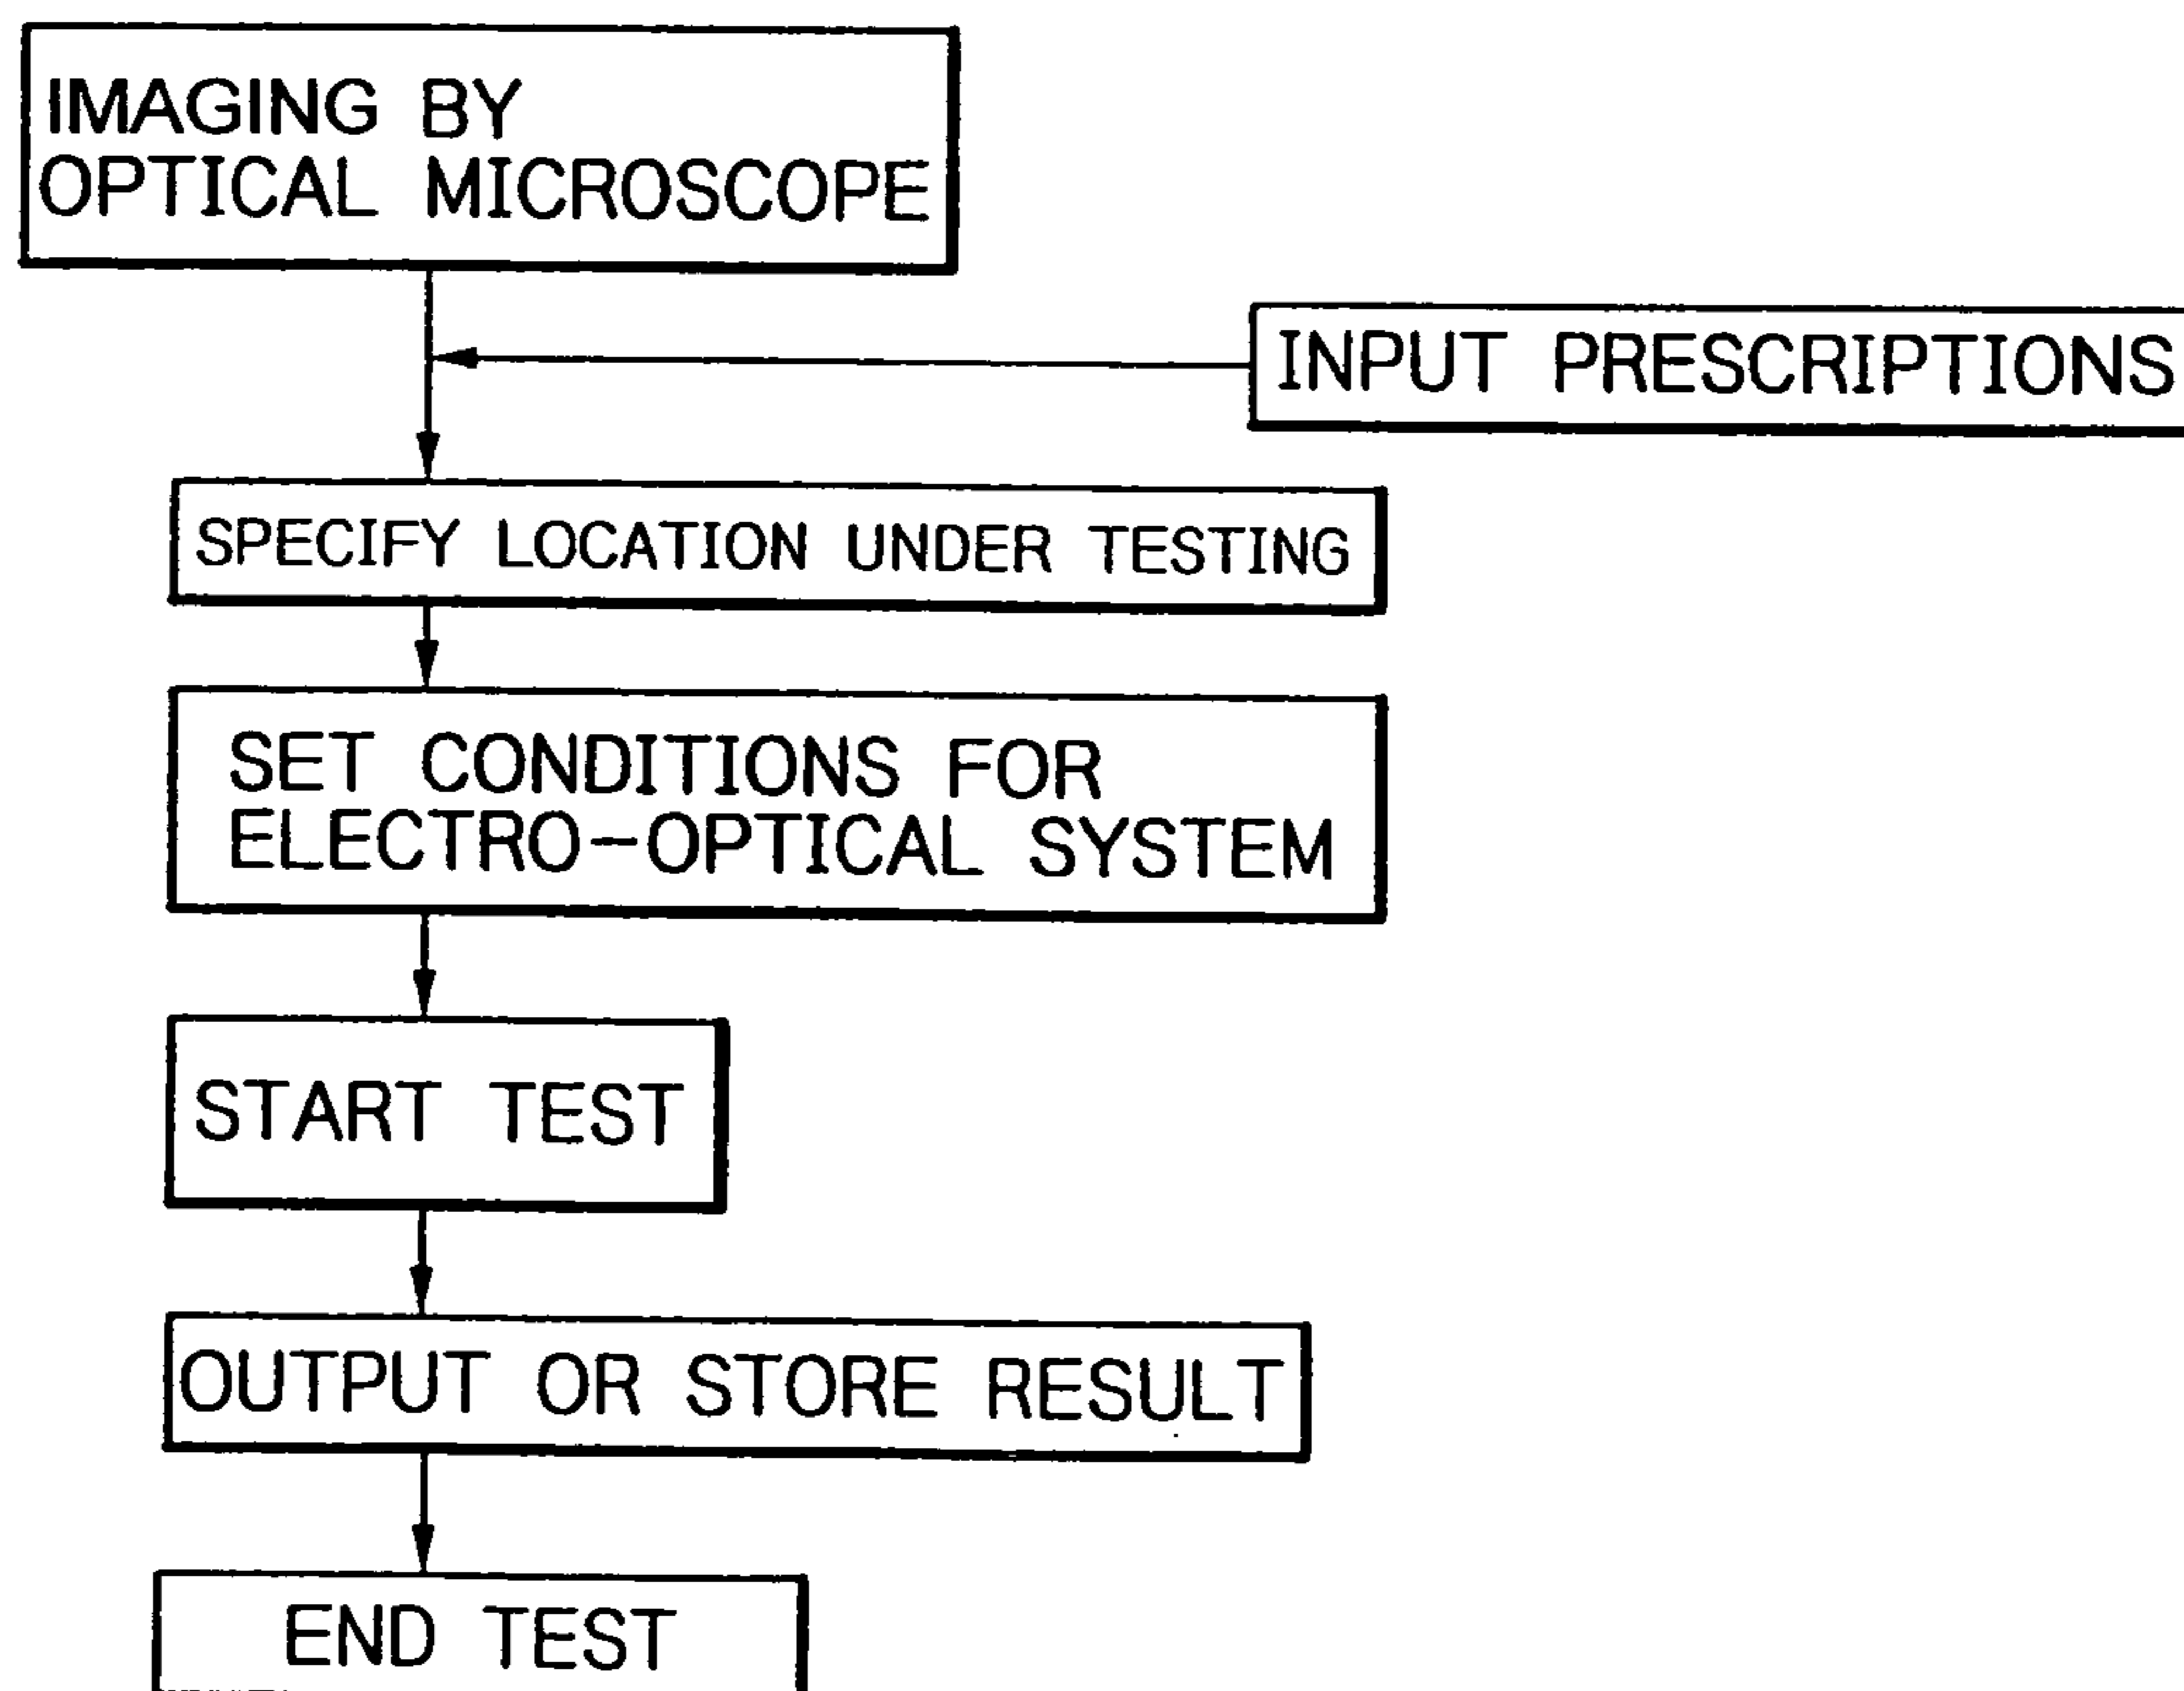 IMAGING BY
OPTICAL MICROSCOPE
INPUT PRESCRIPTIONS
SPECIFY LOCATION UNDER TESTING
SET CONDITIONS FOR
ELECTRO-OPTICAL SYSTEM
START TEST
OUTPUT OR STORE RESULT
END TEST